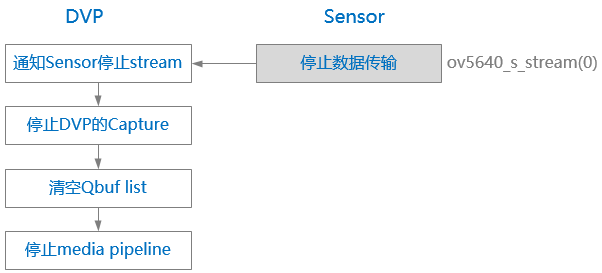 DVP
Sensor
通知Sensor停止stream
停止数据传输
ov5640_s_stream(0)
停止DVP的Capture
清空Qbuf list
停止media pipeline